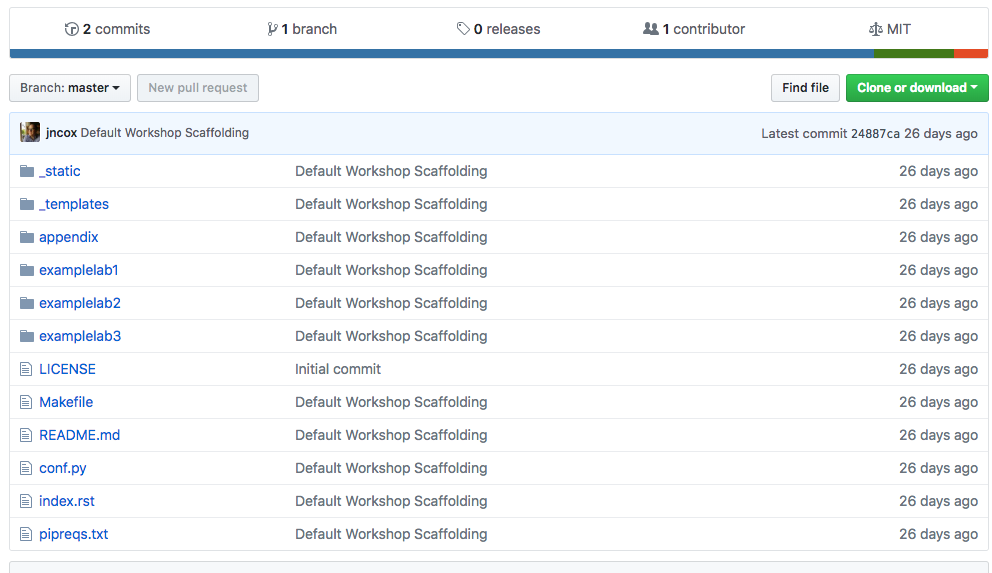 2 commits 1 branch 0 releases 1 contributor MIT
Branch: master New pull request Find file Clone or download
jncox Default Workshop Scaffolding Latest commit 24887ca 26 days ago
_static Default Workshop Scaffolding 26 days ago
_templates Default Workshop Scaffolding 26 days ago
appendix Default Workshop Scaffolding 26 days ago
examplelab1 Default Workshop Scaffolding 26 days ago
examplelab2 Default Workshop Scaffolding 26 days ago
examplelab3 Default Workshop Scaffolding 26 days ago
LICENSE Initial commit 26 days ago
Makefile Default Workshop Scaffolding 26 days ago
README.md Default Workshop Scaffolding 26 days ago
conf.py Default Workshop Scaffolding 26 days ago
index.rst Default Workshop Scaffolding 26 days ago
pipreqs.txt Default Workshop Scaffolding 26 days ago